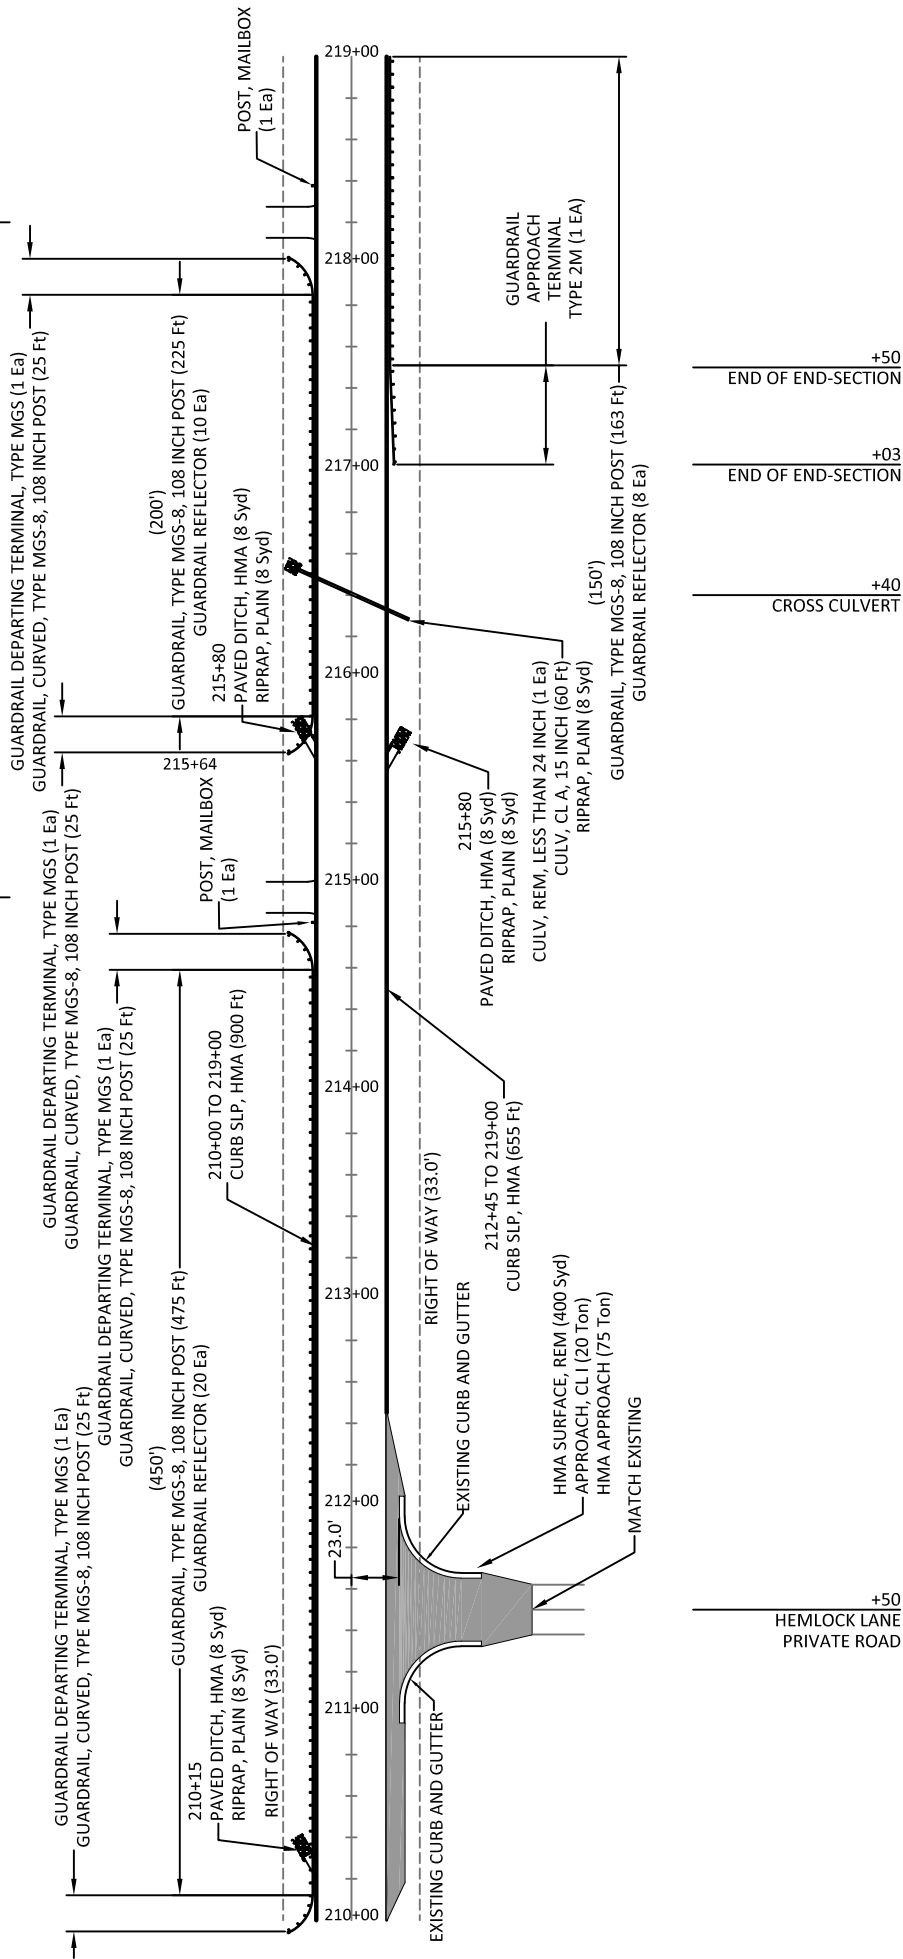 GUARDRAIL DEPARTING TERMINAL, TYPE MGS (1 Ea)
GUARDRAIL, CURVED, TYPE MGS-8, 108 INCH POST (25 Ft)
GUARDRAIL DEPARTING TERMINAL, TYPE MGS (1 Ea)
GUARDRAIL, CURVED, TYPE MGS-8, 108 INCH POST (25 Ft)
GUARDRAIL DEPARTING TERMINAL, TYPE MGS (1 Ea)
GUARDRAIL, CURVED, TYPE MGS-8, 108 INCH POST (25 Ft)
GUARDRAIL DEPARTING TERMINAL, TYPE MGS (1 Ea)
GUARDRAIL, CURVED, TYPE MGS-8, 108 INCH POST (25 Ft)
(450')
GUARDRAIL, TYPE MGS-8, 108 INCH POST (475 Ft)
GUARDRAIL REFLECTOR (20 Ea)
(200')
GUARDRAIL, TYPE MGS-8, 108 INCH POST (225 Ft)
GUARDRAIL REFLECTOR (10 Ea)
215+64
210+15
PAVED DITCH, HMA (8 Syd)
RIPRAP, PLAIN (8 Syd)
RIGHT OF WAY (33.0')
210+00 TO 219+00
CURB SLP, HMA (900 Ft)
POST, MAILBOX
(1 Ea)
215+80
PAVED DITCH, HMA (8 Syd)
RIPRAP, PLAIN (8 Syd)
POST, MAILBOX
(1 Ea)
210+00
211+00
212+00
213+00
214+00
215+00
216+00
217+00
218+00
219+00
23.0'
EXISTING CURB AND GUTTER
EXISTING CURB AND GUTTER
RIGHT OF WAY (33.0')
212+45 TO 219+00
CURB SLP, HMA (655 Ft)
HMA SURFACE, REM (400 Syd)
APPROACH, CL I (20 Ton)
HMA APPROACH (75 Ton)
MATCH EXISTING
215+80
PAVED DITCH, HMA (8 Syd)
RIPRAP, PLAIN (8 Syd)
CULV, REM, LESS THAN 24 INCH (1 Ea)
CULV, CL A, 15 INCH (60 Ft)
RIPRAP, PLAIN (8 Syd)
GUARDRAIL
APPROACH
TERMINAL
TYPE 2M (1 EA)
(150')
GUARDRAIL, TYPE MGS-8, 108 INCH POST (163 Ft)
GUARDRAIL REFLECTOR (8 Ea)
+50
END OF END-SECTION
+03
END OF END-SECTION
+40
CROSS CULVERT
+50
HEMLOCK LANE
PRIVATE ROAD